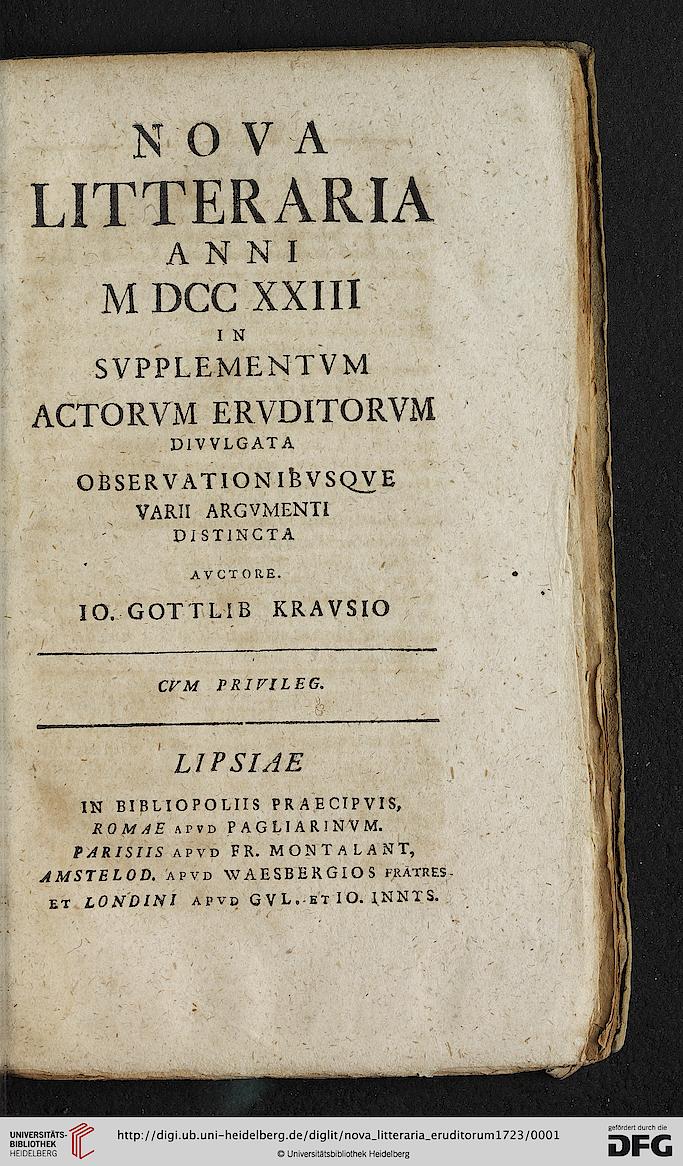 NOVA
LITTERARIA
ANNI
M DCC XXIII
IN
SVPPLEMENTVM
ACTORVM ERVDITORVM
DIVVLGATA
OBSERVATIONIBVSQVE
VARII ARGVMENTI
DISTINCTA
AVCTORE.
IO. GOTTLIB KRAVSIO
CVM PRIVILEG.
LIPSIAE
IN BIBLIOPOLIIS PRAECIPVIS,
ROMAE APVD PAGLIARINVM.
PARISIIS APVD FR. MONTALANT,
AMSTELOD. APVD WAESBERGIOS FRATRES.
ET LONDINI APVD GVL. ET IO. INNYS.
UNIVERSITÄTS-
BIBLIOTHEK
HEIDELBERG
http://digi.ub.uni-heidelberg.de/diglit/nova_litteraria_eruditorum1723/0001
© Universitätsbibliothek Heidelberg
gefördert durch die
DFG